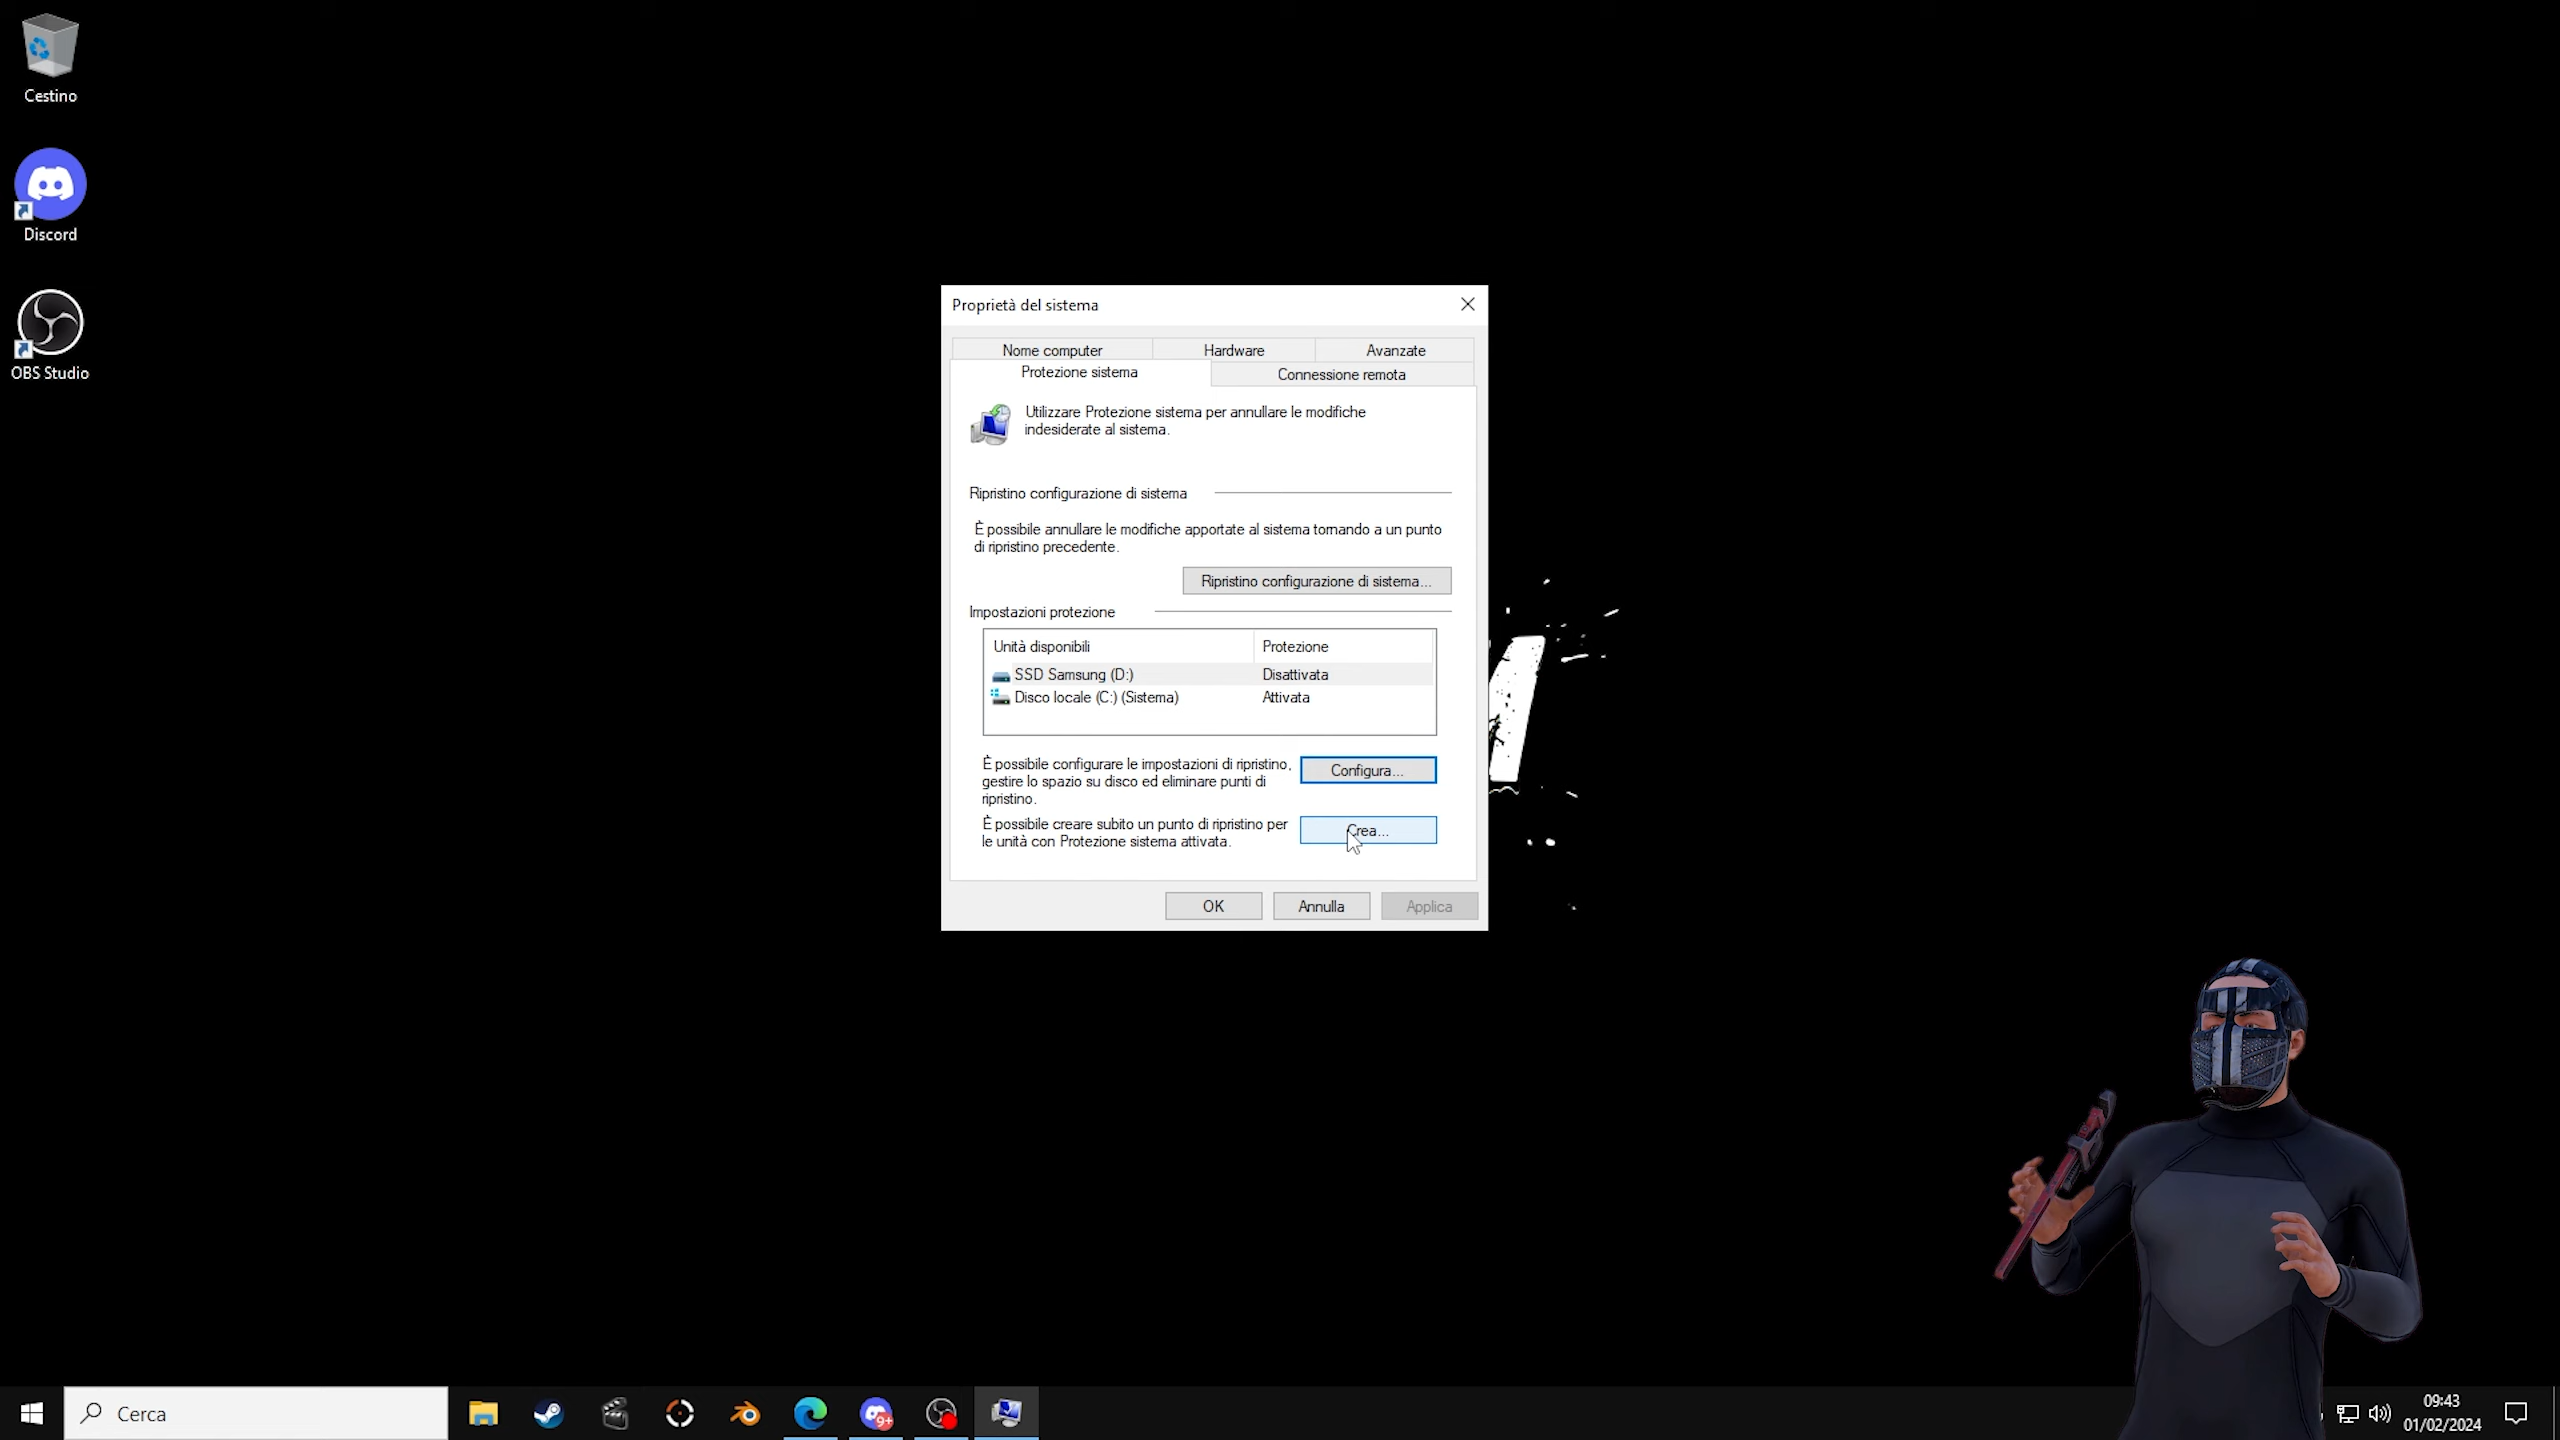 Cestino
Discord
OBS Studio
Proprietà del sistema
Nome computer
Hardware
Avanzate
Protezione sistema
Connessione remota
Utilizzare Protezione sistema per annullare le modifiche
indesiderate al sistema.
Ripristino configurazione di sistema
È possibile annullare le modifiche apportate al sistema tornando a un punto
di ripristino precedente.
Ripristino configurazione di sistema...
Impostazioni protezione
Unità disponibili
Protezione
SSD Samsung (D:)
Disattivata
Disco locale (C:) (Sistema)
Attivata
È possibile configurare le impostazioni di ripristino,
gestire lo spazio su disco ed eliminare punti di
ripristino.
Configura...
È possibile creare subito un punto di ripristino per
le unità con Protezione sistema attivata.
Crea...
OK
Annulla
Applica
Cerca
9+
09:43
01/02/2024